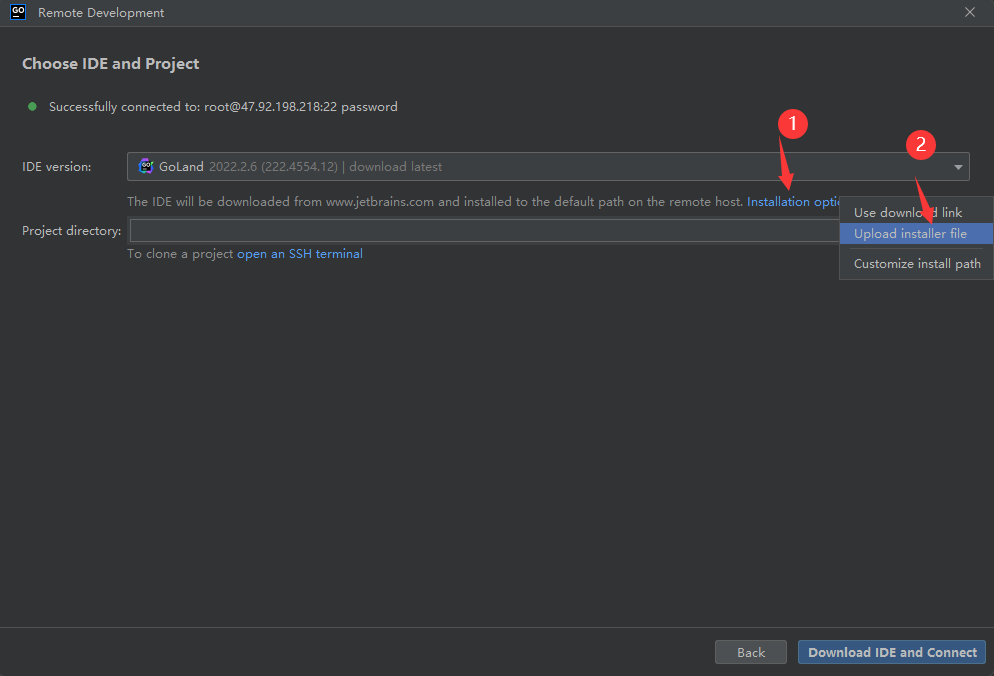 GO Remote Development
Choose IDE and Project
Successfully connected to: root@47.92.198.218:22 password
1
2
IDE version: GoLand 2022.2.6 (222.4554.12) | download latest
The IDE will be downloaded from www.jetbrains.com and installed to the default path on the remote host. Installation optio
Use download link
Project directory:
Upload installer file
To clone a project open an SSH terminal
Customize install path
Back
Download IDE and Connect